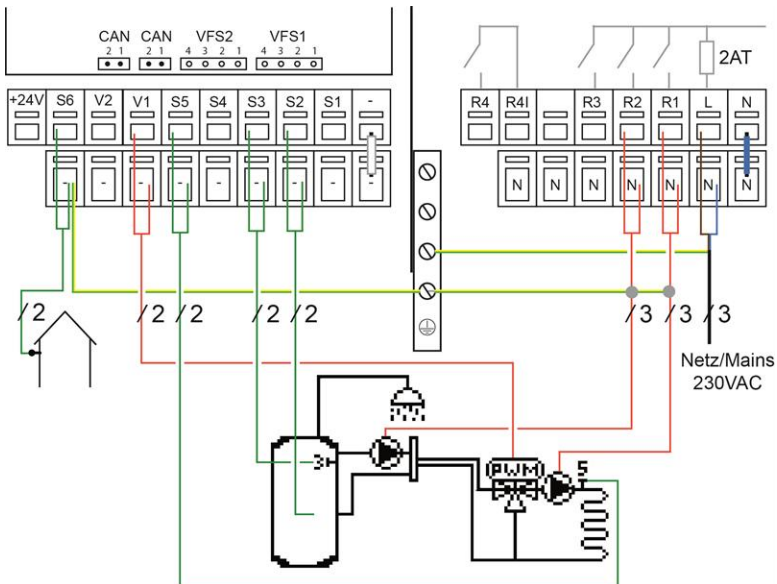 CAN CAN VFS2 VFS1
2 1 2 1 4 3 2 1 4 3 2 1
2AT
+24V S6 V2 V1 S5 S4 S3 S2 S1 -
R4 R4I R3 R2 R1 L N
- - - - - - - - -
N N N N N N N
/2 /2 /2 /2 /2
/3 /3 /3
Netz/Mains
230VAC
3
PWM
5